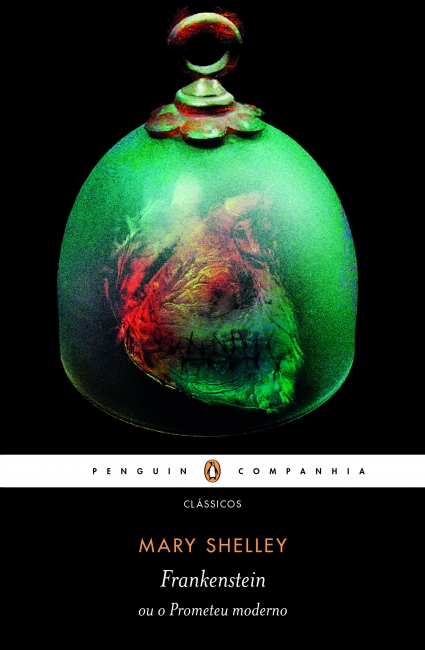 PENGUIN COMPANHIA
CLÁSSICOS
MARY SHELLEY
Frankenstein
ou o Prometeu moderno